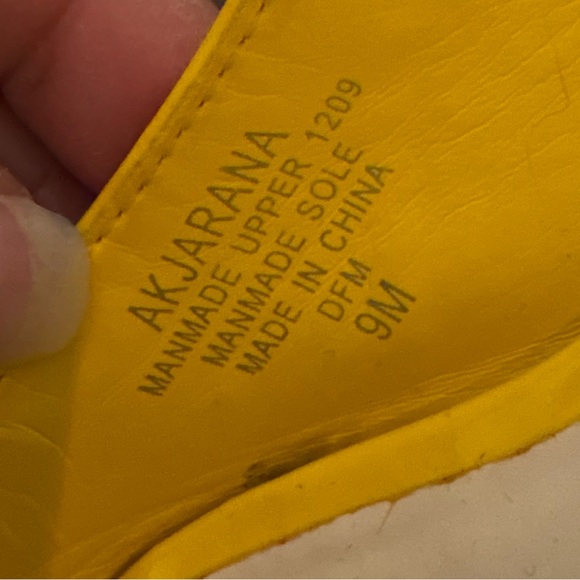 AKJARANA
MANMADE UPPER 1209
MANMADE SOLE
MADE IN CHINA
DFM
9M